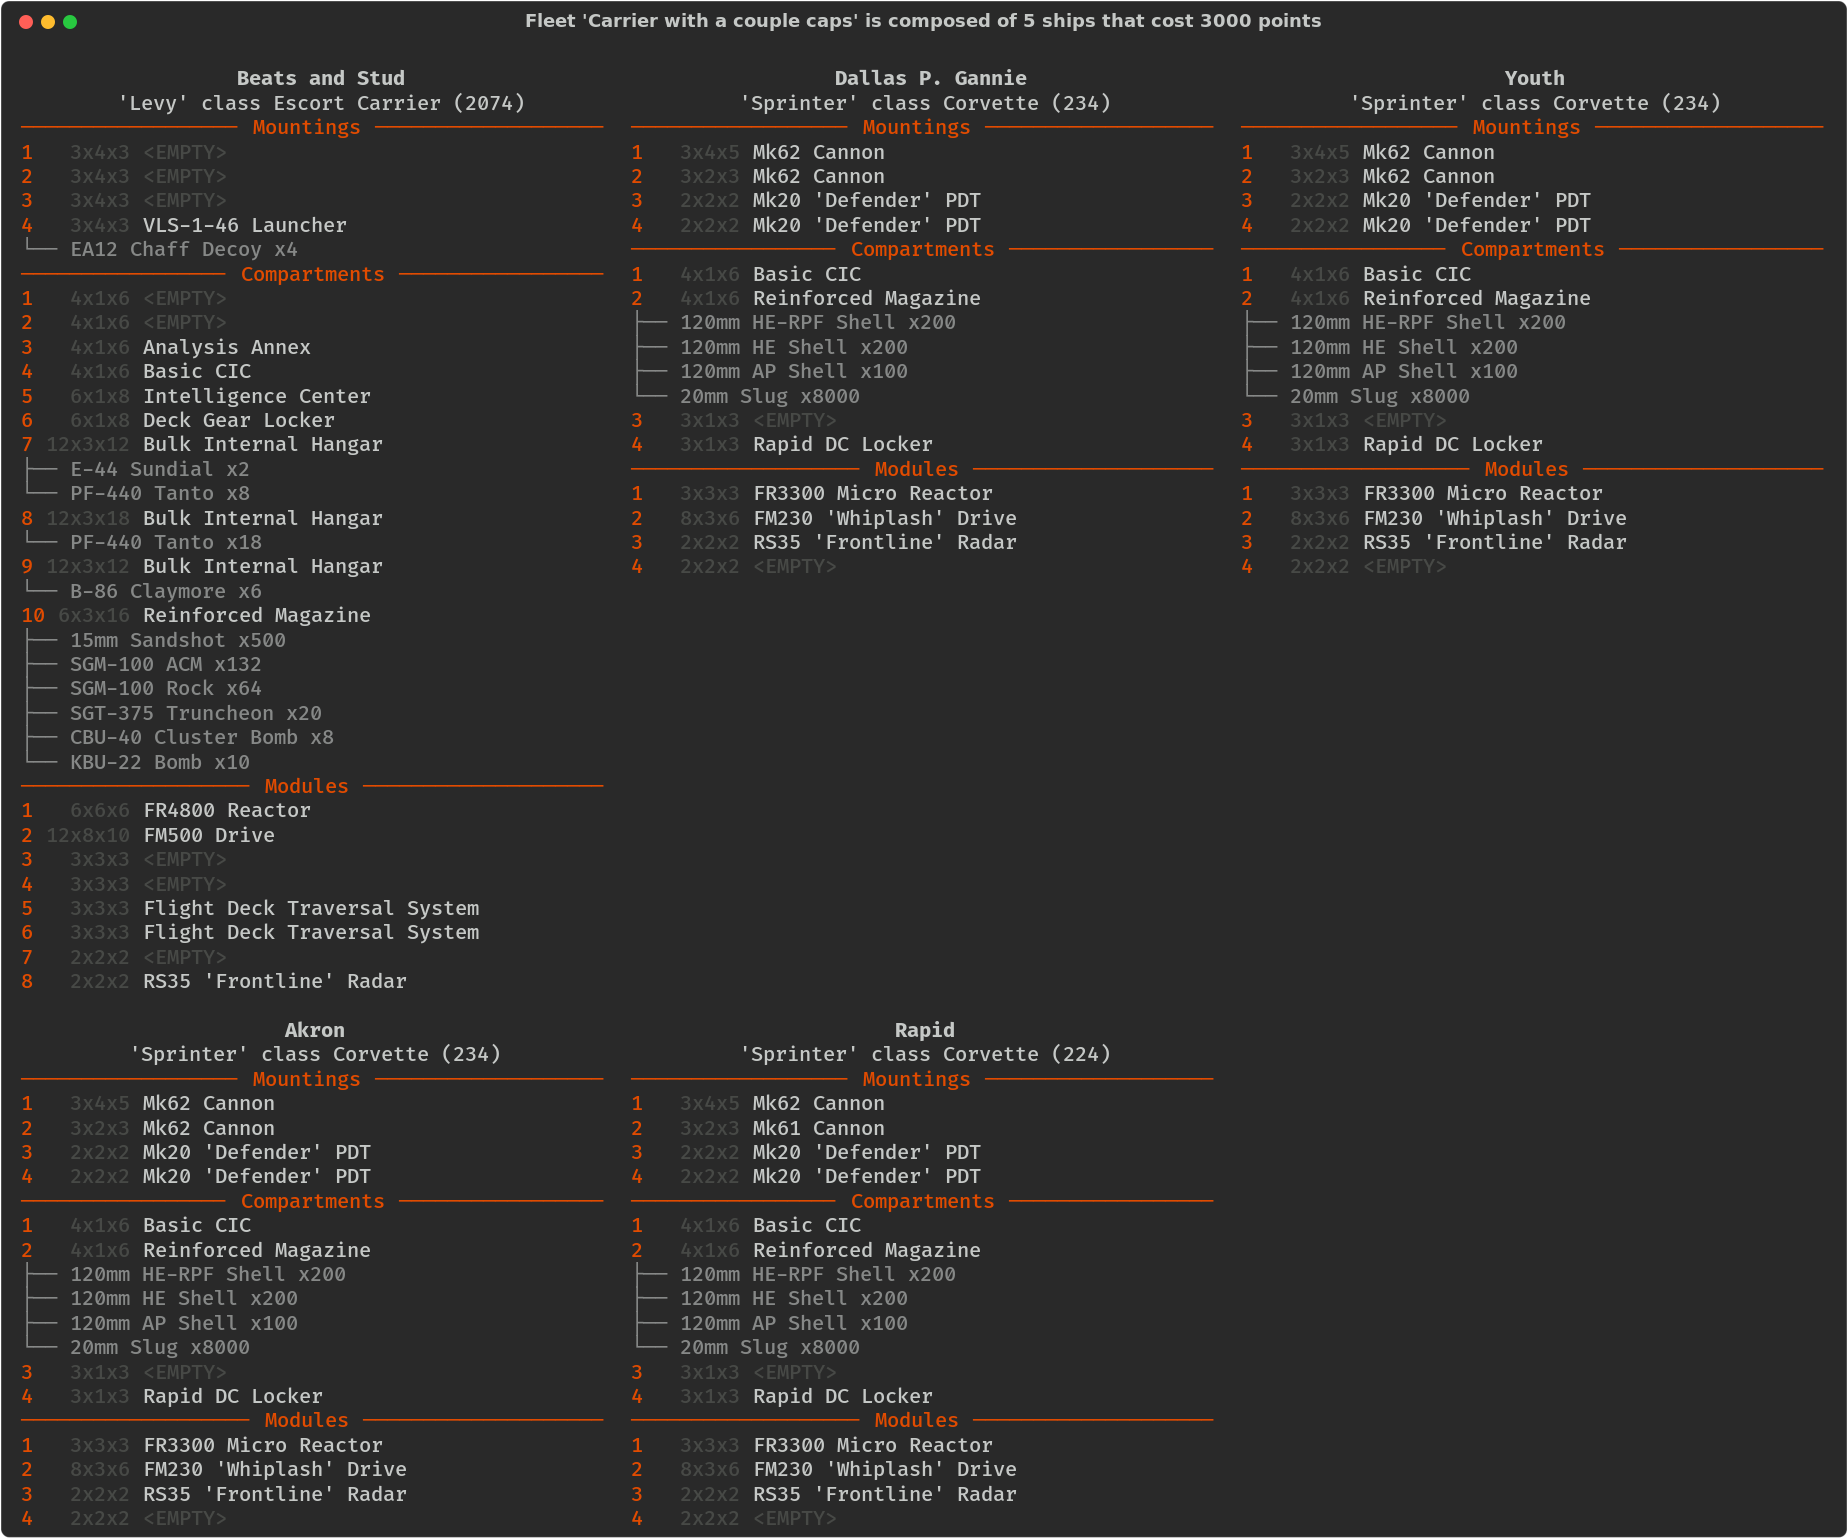 Fleet 'Carrier with a couple caps' is composed of 5 ships that cost 3000 points
Beats and Stud
'Levy' class Escort Carrier (2074)
Mountings
1 3x4x3 <EMPTY>
2 3x4x3 <EMPTY>
3 3x4x3 <EMPTY>
4 3x4x3 VLS-1-46 Launcher
EA12 Chaff Decoy x4
Compartments
1 4x1x6 <EMPTY>
2 4x1x6 <EMPTY>
3 4x1x6 Analysis Annex
4 4x1x6 Basic CIC
5 6x1x8 Intelligence Center
6 6x1x8 Deck Gear Locker
7 12x3x12 Bulk Internal Hangar
E-44 Sundial x2
PF-440 Tanto x8
8 12x3x18 Bulk Internal Hangar
PF-440 Tanto x18
9 12x3x12 Bulk Internal Hangar
B-86 Claymore x6
10 6x3x16 Reinforced Magazine
15mm Sandshot x500
SGM-100 ACM x132
SGM-100 Rock x64
SGT-375 Truncheon x20
CBU-40 Cluster Bomb x8
KBU-22 Bomb x10
Modules
1 6x6x6 FR4800 Reactor
2 12x8x10 FM500 Drive
3 3x3x3 <EMPTY>
4 3x3x3 <EMPTY>
5 3x3x3 Flight Deck Traversal System
6 3x3x3 Flight Deck Traversal System
7 2x2x2 <EMPTY>
8 2x2x2 RS35 'Frontline' Radar
Dallas P. Gannie
'Sprinter' class Corvette (234)
Mountings
1 3x4x5 Mk62 Cannon
2 3x2x3 Mk62 Cannon
3 2x2x2 Mk20 'Defender' PDT
4 2x2x2 Mk20 'Defender' PDT
Compartments
1 4x1x6 Basic CIC
2 4x1x6 Reinforced Magazine
120mm HE-RPF Shell x200
120mm HE Shell x200
120mm AP Shell x100
20mm Slug x8000
3 3x1x3 <EMPTY>
4 3x1x3 Rapid DC Locker
Modules
1 3x3x3 FR3300 Micro Reactor
2 8x3x6 FM230 'Whiplash' Drive
3 2x2x2 RS35 'Frontline' Radar
4 2x2x2 <EMPTY>
Youth
'Sprinter' class Corvette (234)
Mountings
1 3x4x5 Mk62 Cannon
2 3x2x3 Mk62 Cannon
3 2x2x2 Mk20 'Defender' PDT
4 2x2x2 Mk20 'Defender' PDT
Compartments
1 4x1x6 Basic CIC
2 4x1x6 Reinforced Magazine
120mm HE-RPF Shell x200
120mm HE Shell x200
120mm AP Shell x100
20mm Slug x8000
3 3x1x3 <EMPTY>
4 3x1x3 Rapid DC Locker
Modules
1 3x3x3 FR3300 Micro Reactor
2 8x3x6 FM230 'Whiplash' Drive
3 2x2x2 RS35 'Frontline' Radar
4 2x2x2 <EMPTY>
Akron
'Sprinter' class Corvette (234)
Mountings
1 3x4x5 Mk62 Cannon
2 3x2x3 Mk62 Cannon
3 2x2x2 Mk20 'Defender' PDT
4 2x2x2 Mk20 'Defender' PDT
Compartments
1 4x1x6 Basic CIC
2 4x1x6 Reinforced Magazine
120mm HE-RPF Shell x200
120mm HE Shell x200
120mm AP Shell x100
20mm Slug x8000
3 3x1x3 <EMPTY>
4 3x1x3 Rapid DC Locker
Modules
1 3x3x3 FR3300 Micro Reactor
2 8x3x6 FM230 'Whiplash' Drive
3 2x2x2 RS35 'Frontline' Radar
4 2x2x2 <EMPTY>
Rapid
'Sprinter' class Corvette (224)
Mountings
1 3x4x5 Mk62 Cannon
2 3x2x3 Mk61 Cannon
3 2x2x2 Mk20 'Defender' PDT
4 2x2x2 Mk20 'Defender' PDT
Compartments
1 4x1x6 Basic CIC
2 4x1x6 Reinforced Magazine
120mm HE-RPF Shell x200
120mm HE Shell x200
120mm AP Shell x100
20mm Slug x8000
3 3x1x3 <EMPTY>
4 3x1x3 Rapid DC Locker
Modules
1 3x3x3 FR3300 Micro Reactor
2 8x3x6 FM230 'Whiplash' Drive
3 2x2x2 RS35 'Frontline' Radar
4 2x2x2 <EMPTY>